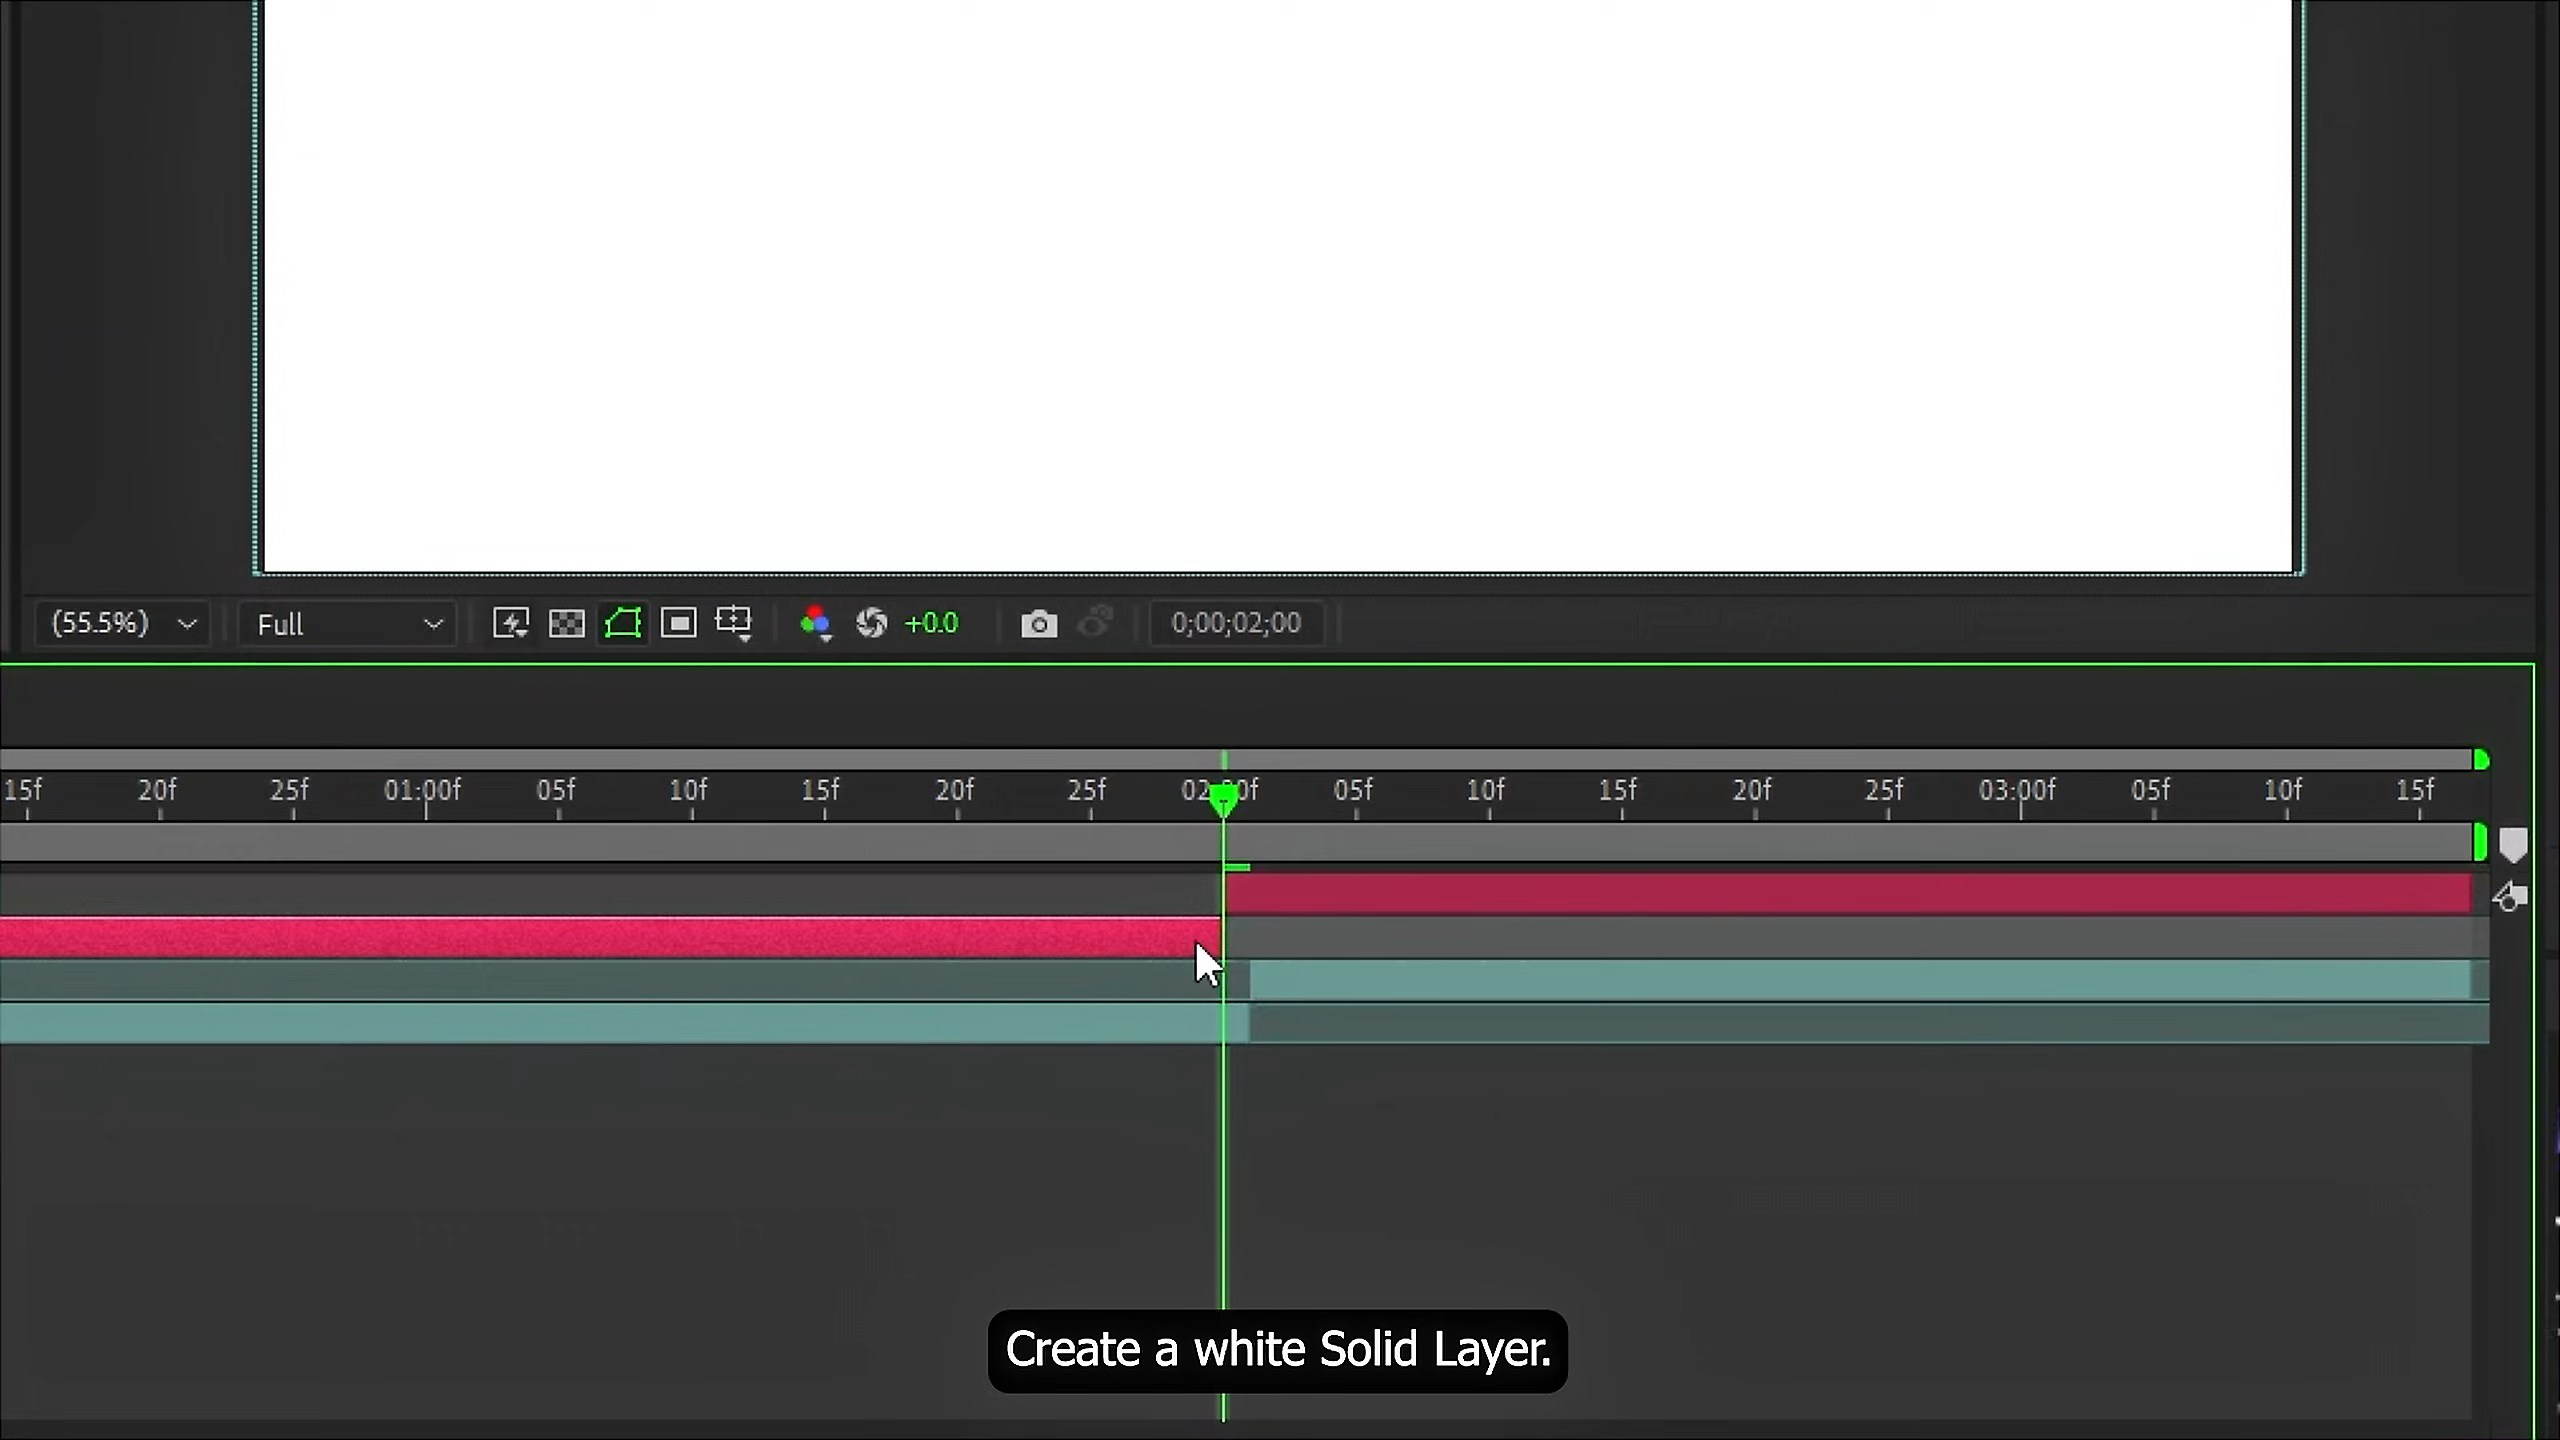 (55.5%) Full +0.0 0;00;02;00
15f 20f 25f 01:00f 05f 10f 15f 20f 25f 02:00f 05f 10f 15f 20f 25f 03:00f 05f 10f 15f
Create a white Solid Layer.